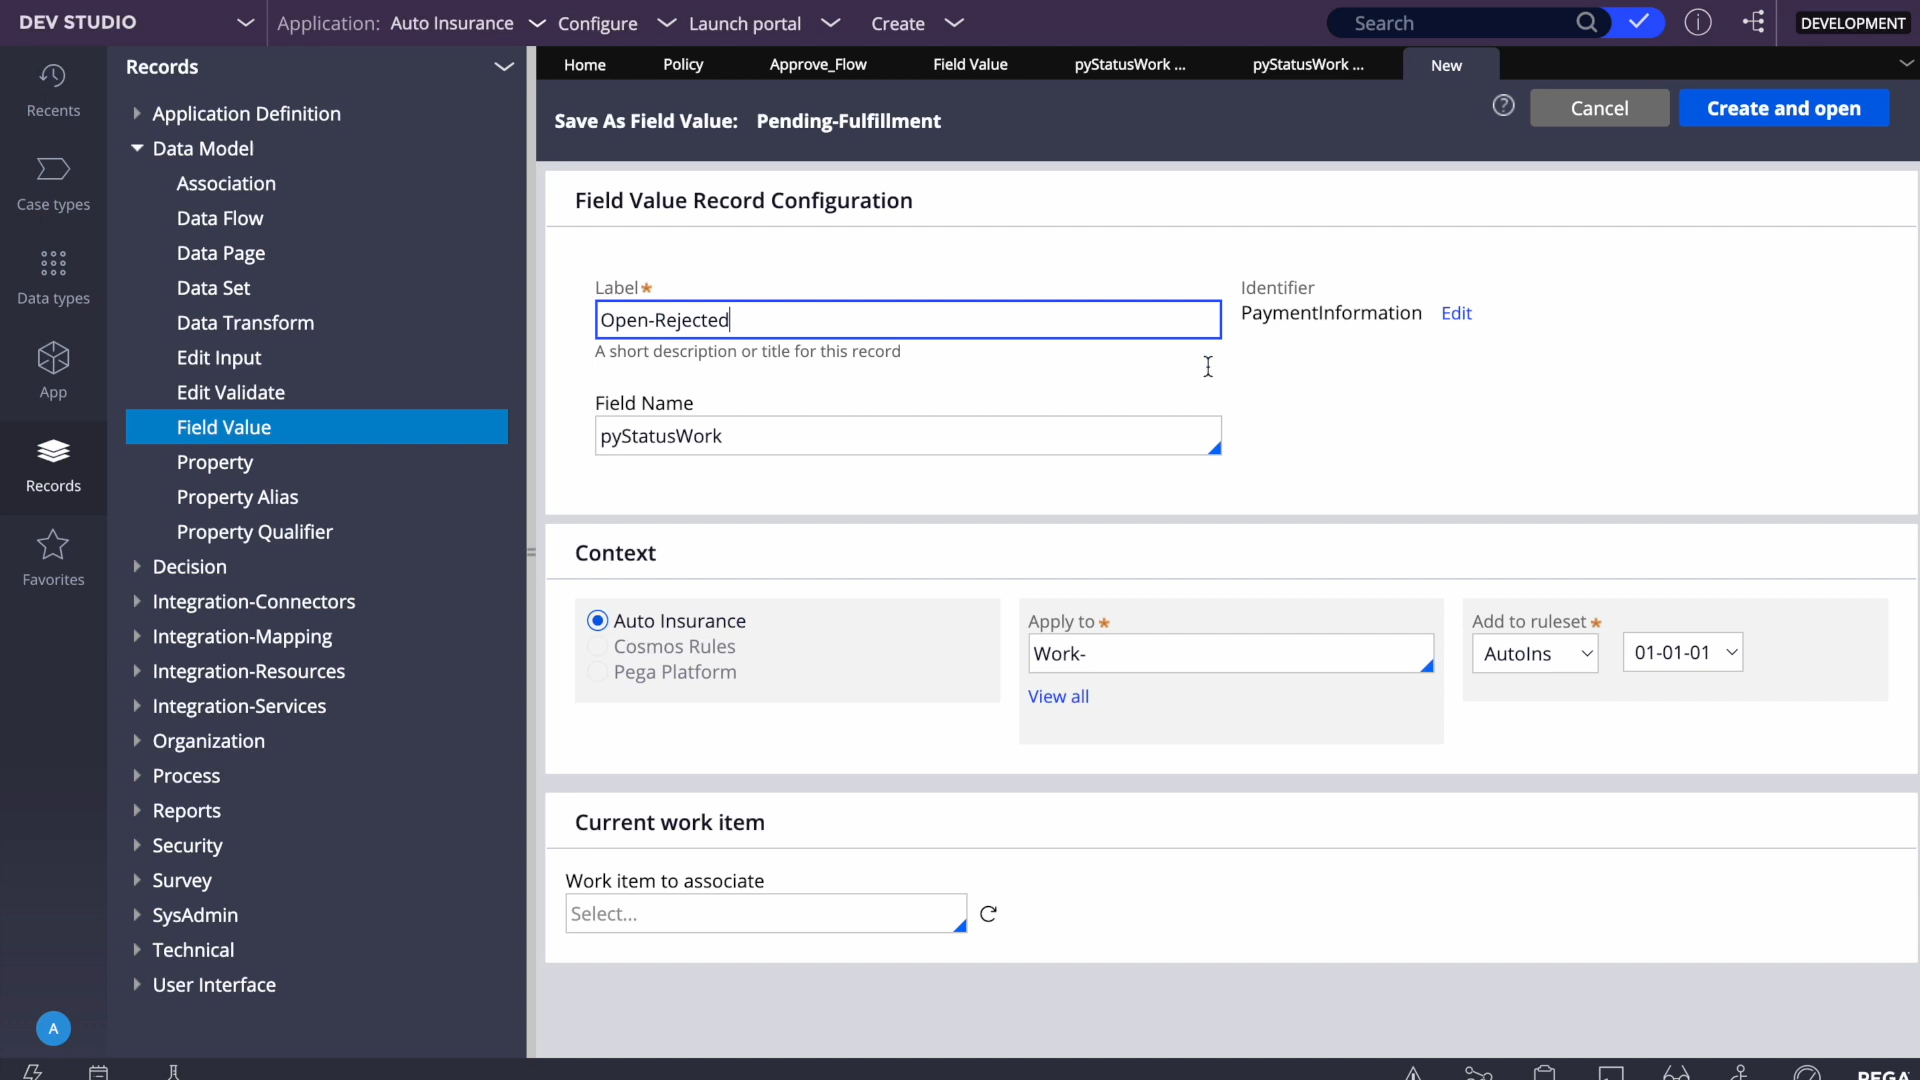 DEV STUDIO
Application: Auto Insurance
Configure
Launch portal
Create
Search
DEVELOPMENT
Recents
Case types
Data types
App
Records
Favorites
A
Records
Application Definition
Data Model
Association
Data Flow
Data Page
Data Set
Data Transform
Edit Input
Edit Validate
Field Value
Property
Property Alias
Property Qualifier
Decision
Integration-Connectors
Integration-Mapping
Integration-Resources
Integration-Services
Organization
Process
Reports
Security
Survey
SysAdmin
Technical
User Interface
Home
Policy
Approve_Flow
Field Value
pyStatusWork ...
pyStatusWork ...
New
Save As Field Value: Pending-Fulfillment
Cancel
Create and open
Field Value Record Configuration
Label*
Open-Rejected
A short description or title for this record
Identifier
PaymentInformation Edit
Field Name
pyStatusWork
Context
Auto Insurance
Cosmos Rules
Pega Platform
Apply to*
Work-
View all
Add to ruleset*
AutoIns
01-01-01
Current work item
Work item to associate
Select...
PEGA